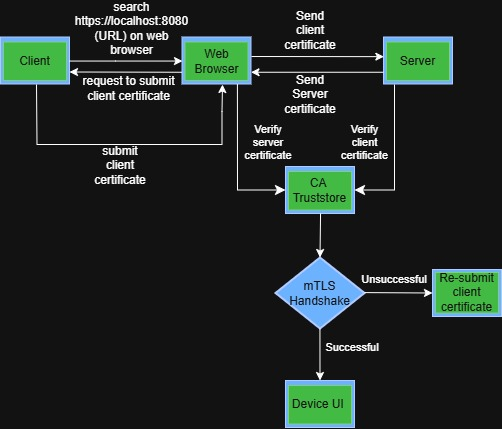 search
https://localhost:8080
(URL) on web
browser
Send
client
certificate
Client
Web
Browser
Server
request to submit
client certificate
Send
Server
certificate
submit
client
certificate
Verify
server
certificate
Verify
client
certificate
CA
Truststore
mTLS
Handshake
Unsuccessful
Re-submit
client
certificate
Successful
Device UI